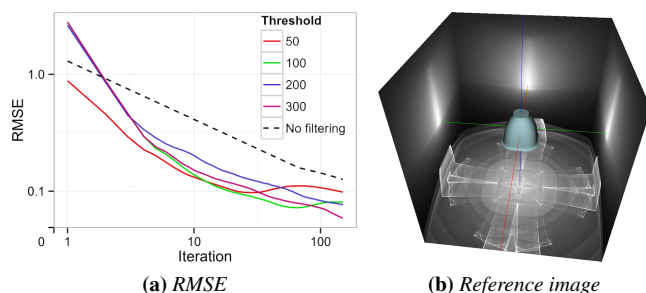 Threshold
50
100
200
300
No filtering
1.0
0.1
0
1
10
100
RMSE
Iteration
(a) RMSE
(b) Reference image